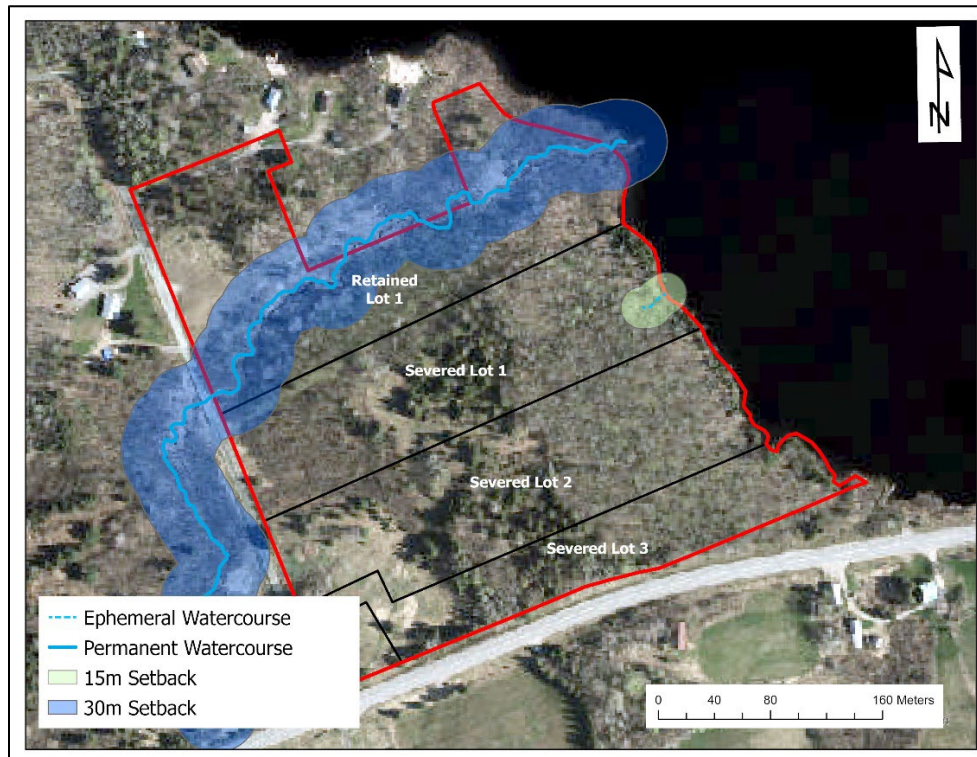 N
Retained
Lot 1
Severed Lot 1
Severed Lot 2
Severed Lot 3
Ephemeral Watercourse
Permanent Watercourse
15m Setback
30m Setback
0 40 80 160 Meters